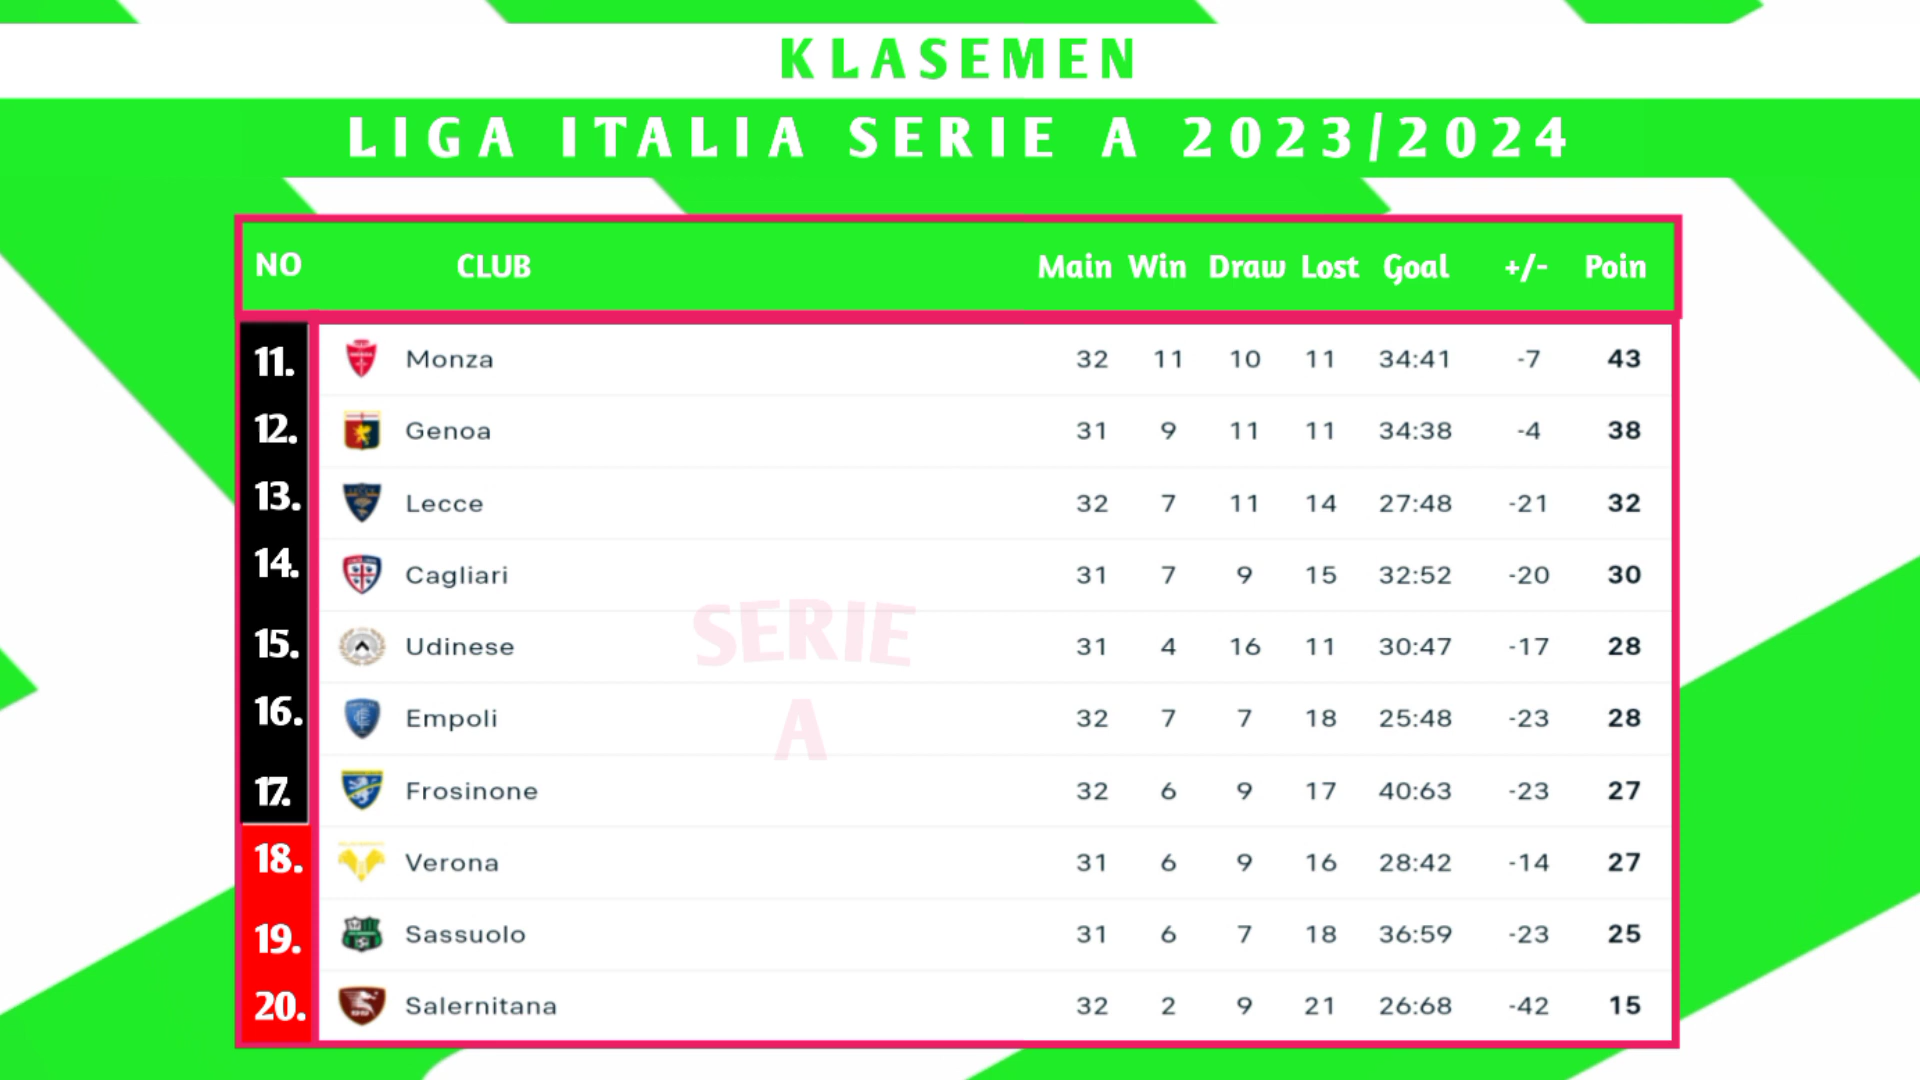 KLASEMEN
LIGA ITALIA SERIE A 2023/2024
NO CLUB Main Win Draw Lost Goal +/- Poin
11. Monza 32 11 10 11 34:41 -7 43
12. Genoa 31 9 11 11 34:38 -4 38
13. Lecce 32 7 11 14 27:48 -21 32
14. Cagliari 31 7 9 15 32:52 -20 30
15. Udinese 31 4 16 11 30:47 -17 28
16. Empoli 32 7 7 18 25:48 -23 28
17. Frosinone 32 6 9 17 40:63 -23 27
18. Verona 31 6 9 16 28:42 -14 27
19. Sassuolo 31 6 7 18 36:59 -23 25
20. Salernitana 32 2 9 21 26:68 -42 15
SERIE
A